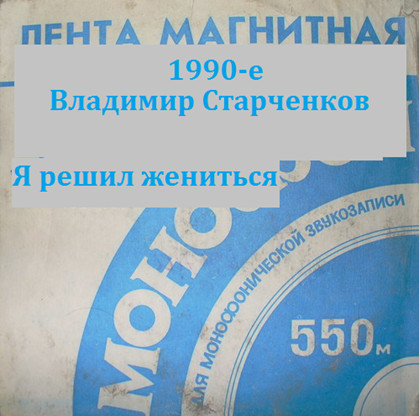 ЛЕНТА МАГНИТНАЯ
1990-е
Владимир Старченков
Я решил жениться
МОНО
ДЛЯ МОНОФОНИЧЕСКОЙ ЗВУКОЗАПИСИ
550м